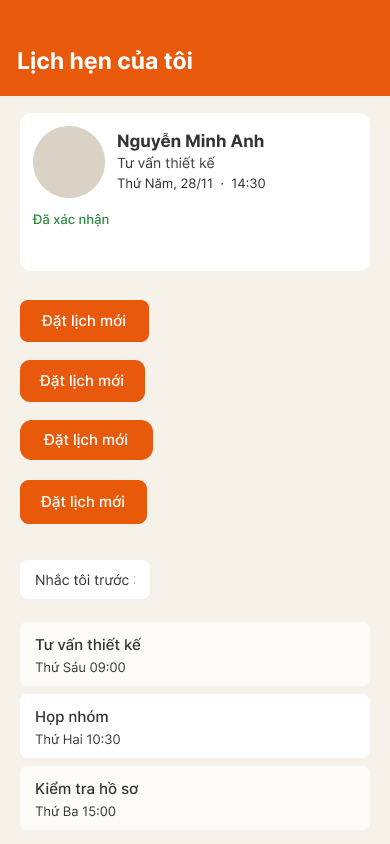 Lịch hẹn của tôi
Nguyễn Minh Anh
Tư vấn thiết kế
Thứ Năm, 28/11 · 14:30
Đã xác nhận
Đặt lịch mới
Đặt lịch mới
Đặt lịch mới
Đặt lịch mới
Nhắc tôi trước
Tư vấn thiết kế
Thứ Sáu 09:00
Họp nhóm
Thứ Hai 10:30
Kiểm tra hồ sơ
Thứ Ba 15:00